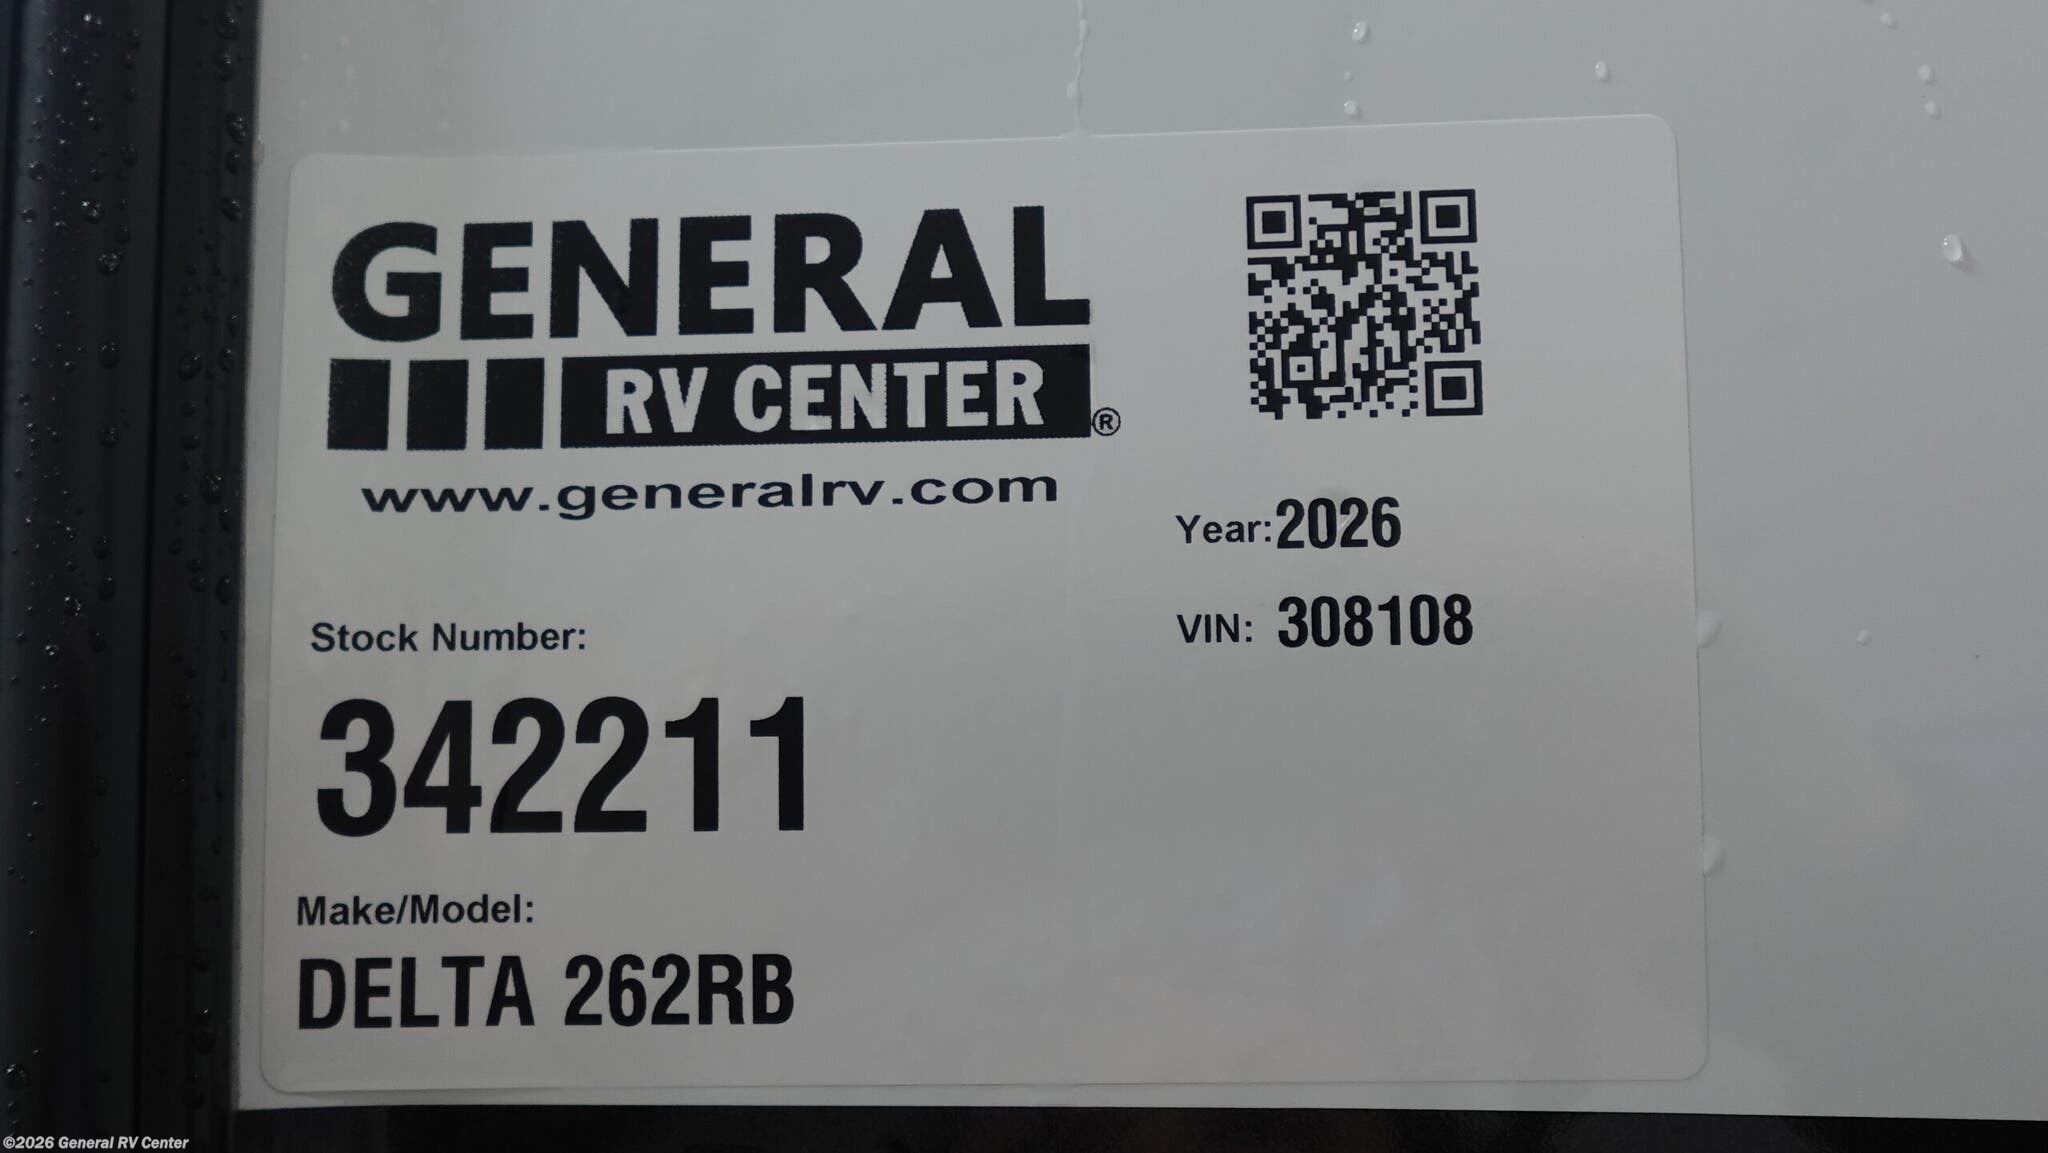 GENERAL
RV CENTER®
www.generalrv.com
Year: 2026
VIN: 308108
Stock Number:
342211
Make/Model:
DELTA 262RB
©2026 General RV Center